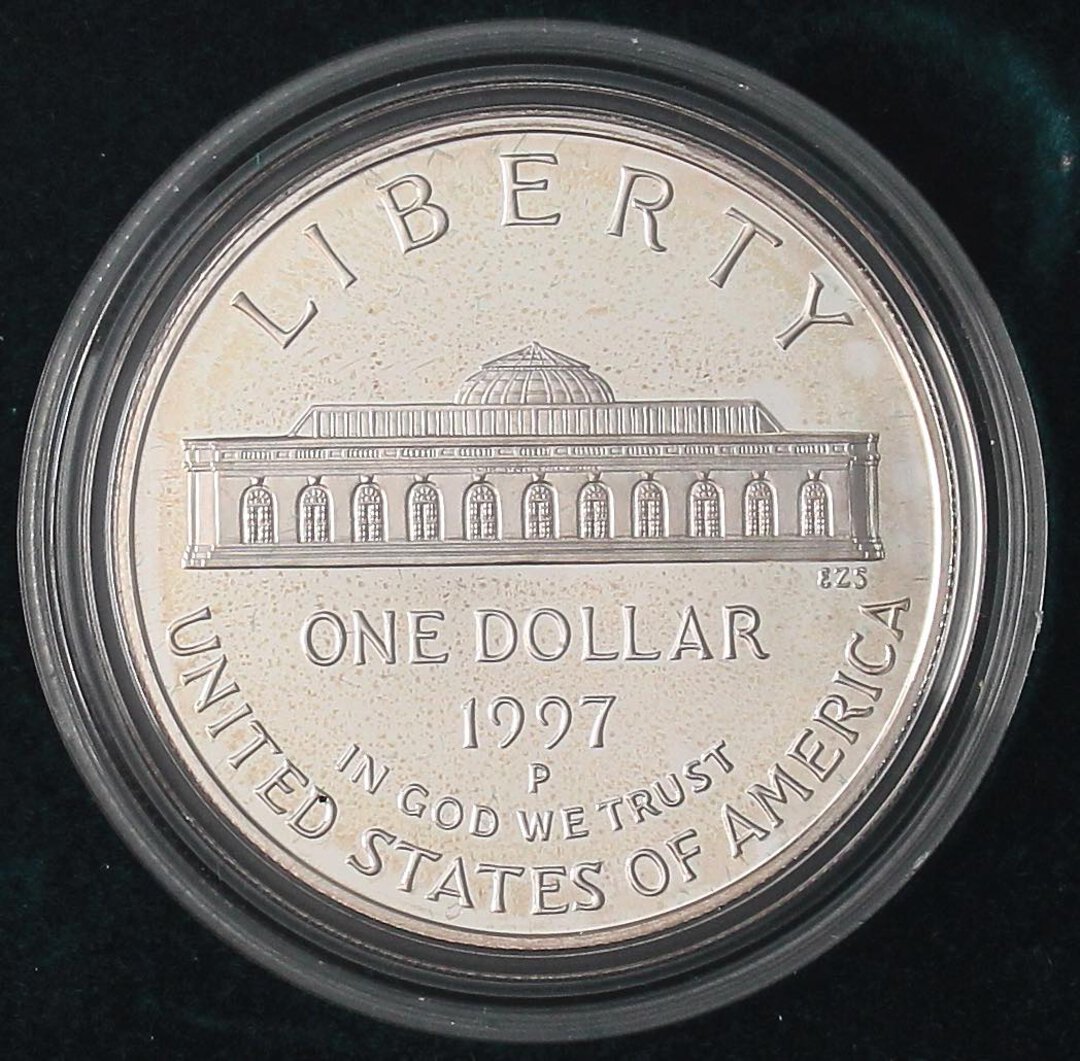 LIBERTY
EZS
ONE DOLLAR
1997
P
IN GOD WE TRUST
UNITED STATES OF AMERICA